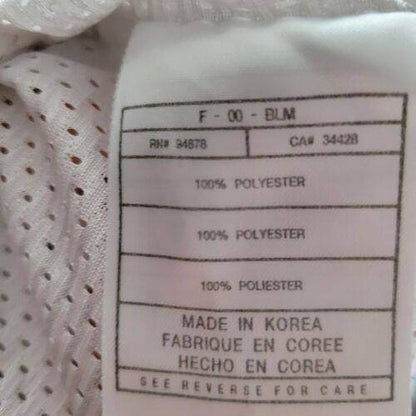 F - 00 - BLM
RN# 34878 CA# 34428
100% POLYESTER
100% POLYESTER
100% POLIESTER
MADE IN KOREA
FABRIQUE EN COREE
HECHO EN COREA
SEE REVERSE FOR CARE